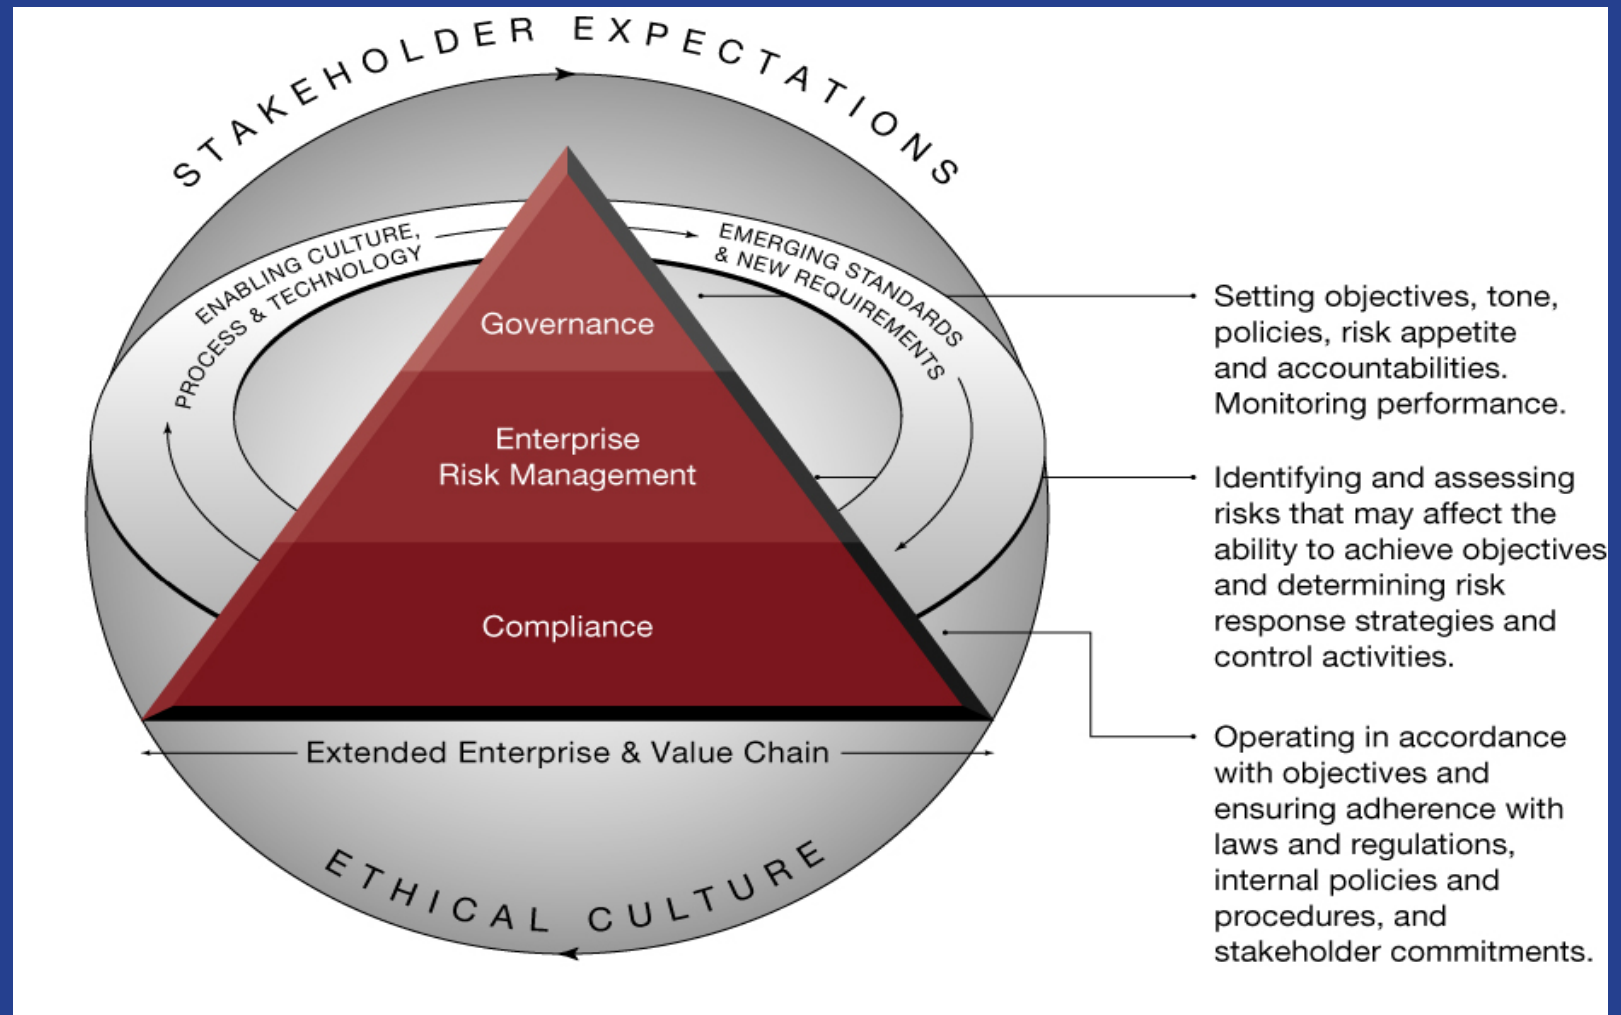 STAKEHOLDER EXPECTATIONS
ENABLING CULTURE,
PROCESS & TECHNOLOGY
EMERGING STANDARDS
& NEW REQUIREMENTS
Governance
Enterprise
Risk Management
Compliance
Extended Enterprise & Value Chain
ETHICAL CULTURE
Setting objectives, tone,
policies, risk appetite
and accountabilities.
Monitoring performance.
Identifying and assessing
risks that may affect the
ability to achieve objectives
and determining risk
response strategies and
control activities.
Operating in accordance
with objectives and
ensuring adherence with
laws and regulations,
internal policies and
procedures, and
stakeholder commitments.